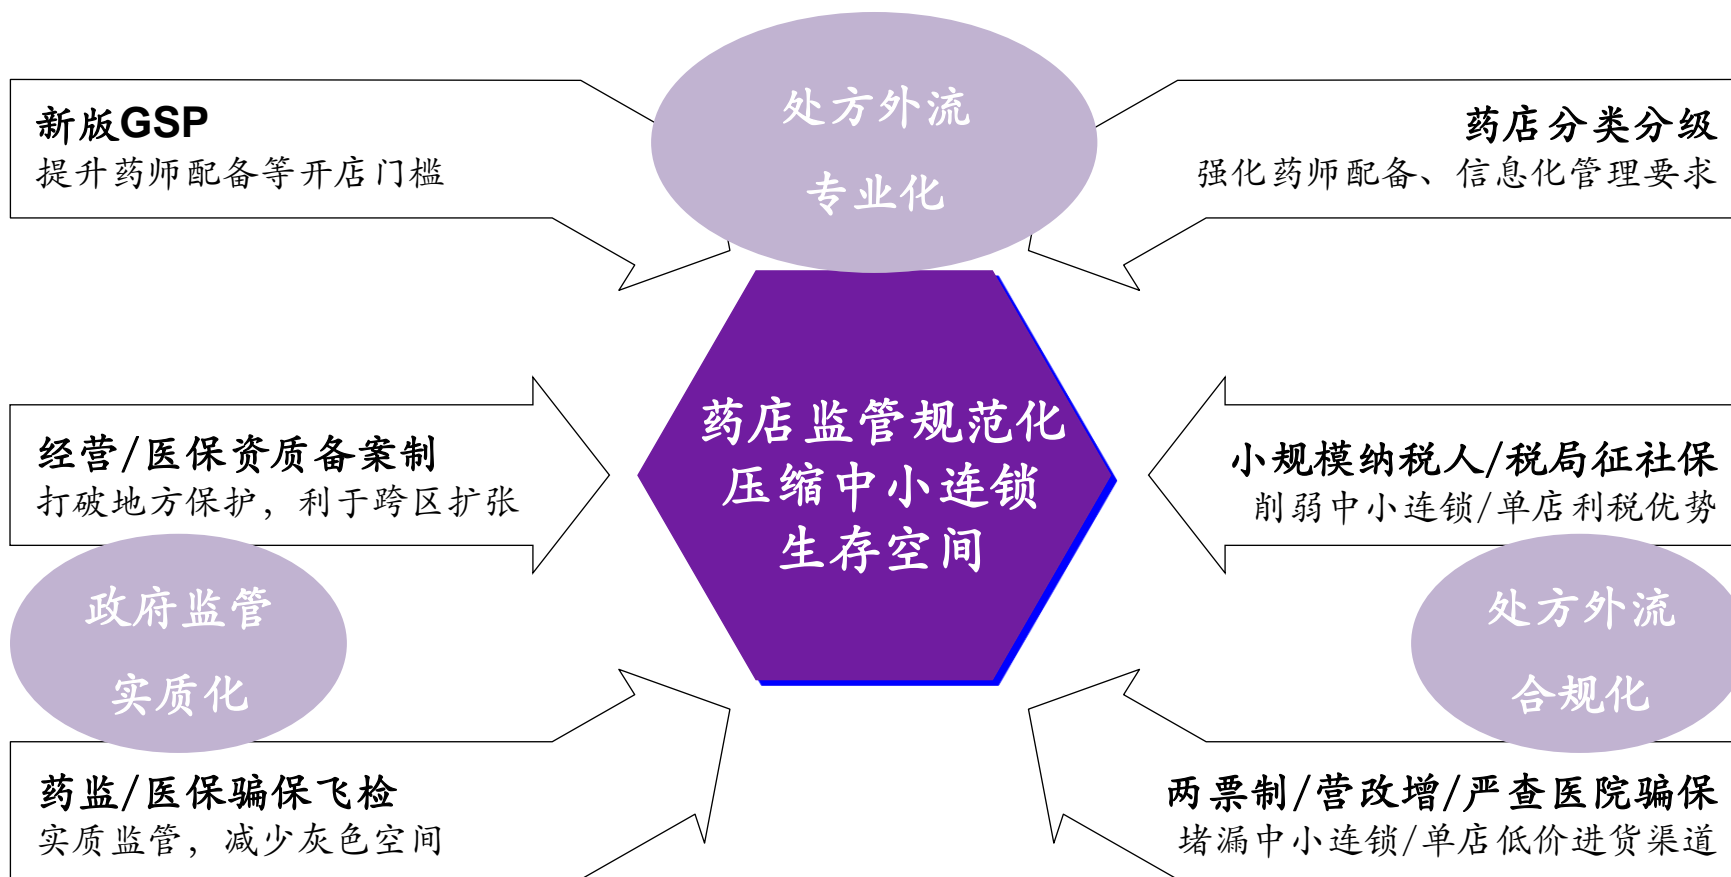 处方外流
专业化
新版GSP
提升药师配备等开店门槛
药店分类分级
强化药师配备、信息化管理要求
药店监管规范化
压缩中小连锁
生存空间
经营/医保资质备案制
打破地方保护，利于跨区扩张
小规模纳税人/税局征社保
削弱中小连锁/单店利税优势
政府监管
实质化
处方外流
合规化
药监/医保骗保飞检
实质监管，减少灰色空间
两票制/营改增/严查医院骗保
堵漏中小连锁/单店低价进货渠道